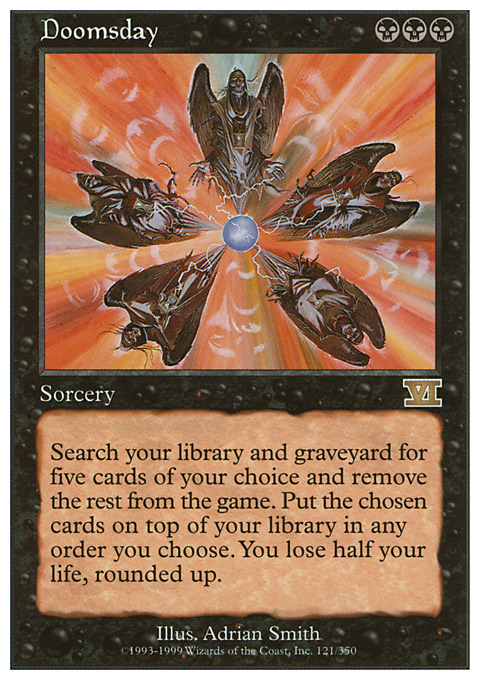 Doomsday
Sorcery
VI
Search your library and graveyard for
five cards of your choice and remove
the rest from the game. Put the chosen
cards on top of your library in any
order you choose. You lose half your
life, rounded up.
Illus. Adrian Smith
©1993-1999 Wizards of the Coast, Inc. 121/350